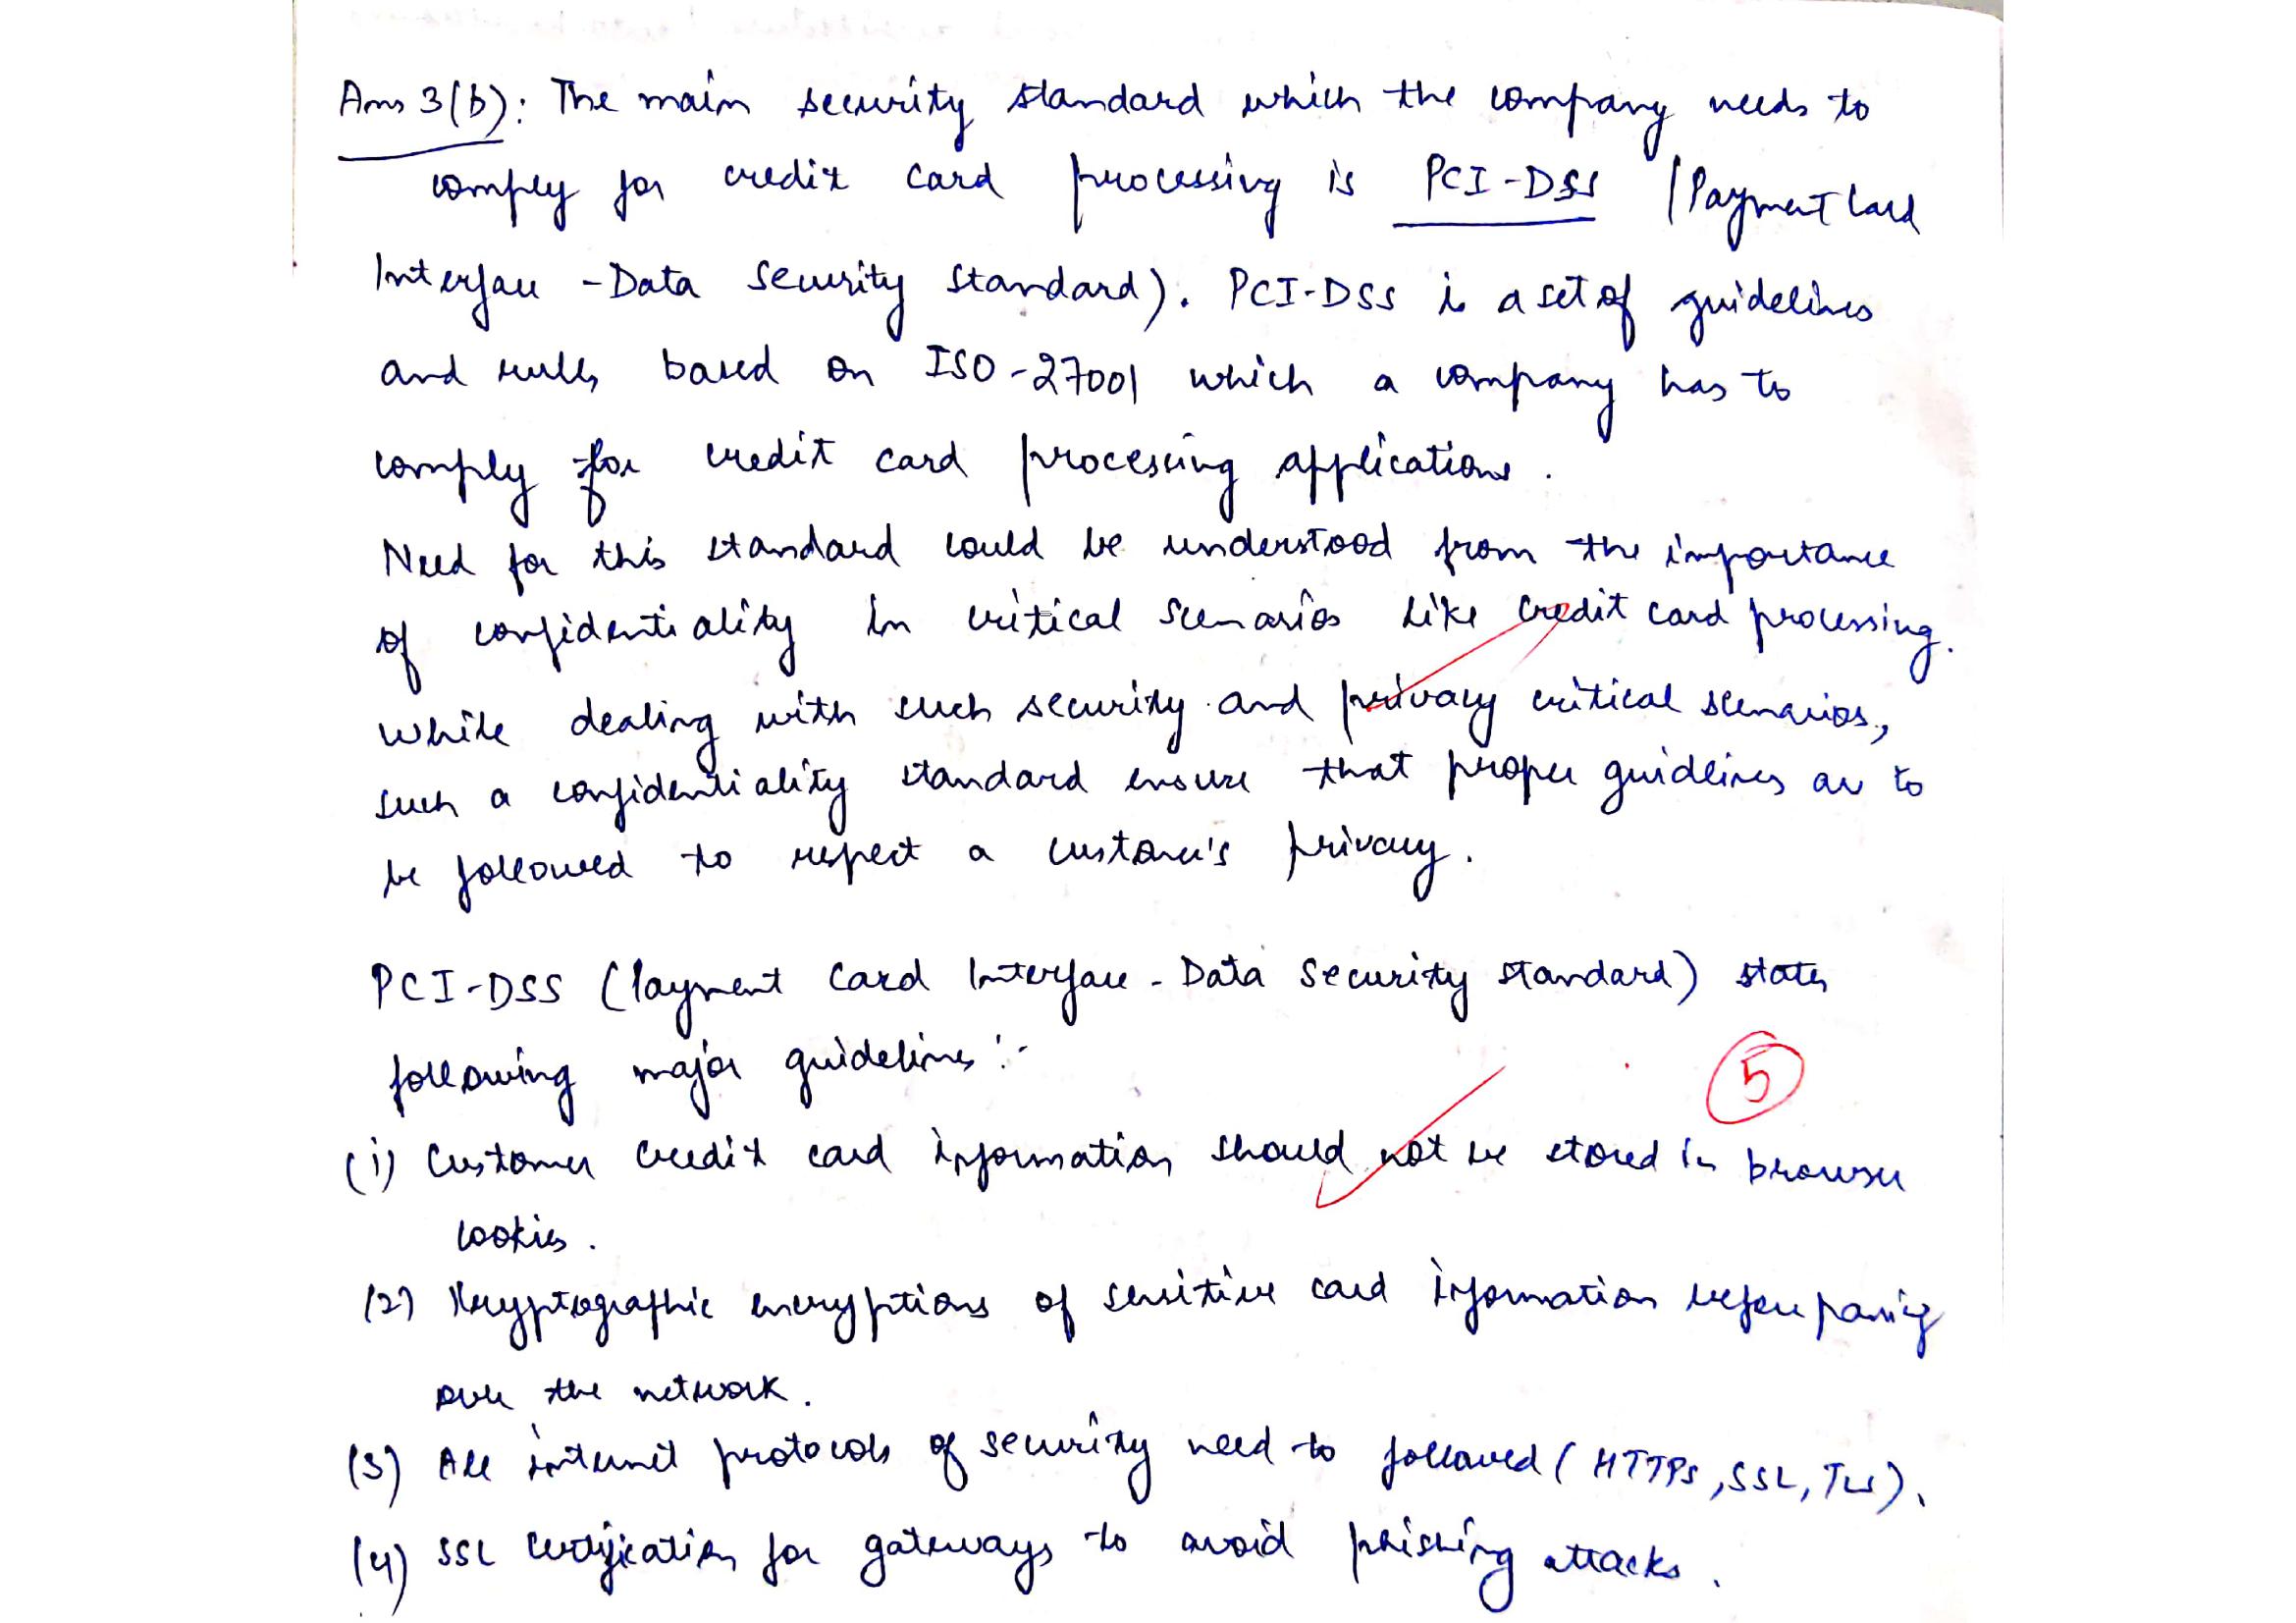 Ans 3(b): The main security standard which the company needs to
comply for credit card processing is PCI-DSS (Payment Card
Interface - Data Security Standard). PCI-DSS is a set of guidelines
and rules based on ISO-27001 which a company has to
comply for credit card processing applications.
Need for this standard could be understood from the importance
of confidentiality in critical scenarios like credit card processing.
While dealing with such security and privacy critical scenarios,
such a confidentiality standard ensure that proper guidlines are to
be followed to respect a customer's privacy.
PCI-DSS (Payment Card Interface - Data Security Standard) states
following major guidelines :-
5
(i) Customer credit card information should not be stored in browser
cookies.
(2) Kryptographic encryptions of sensitive card information before passing
over the network.
(3) All internet protocols of security need to followed (HTTPS, SSL, TLS).
(4) SSL Certification for gateways to avoid phishing attacks.